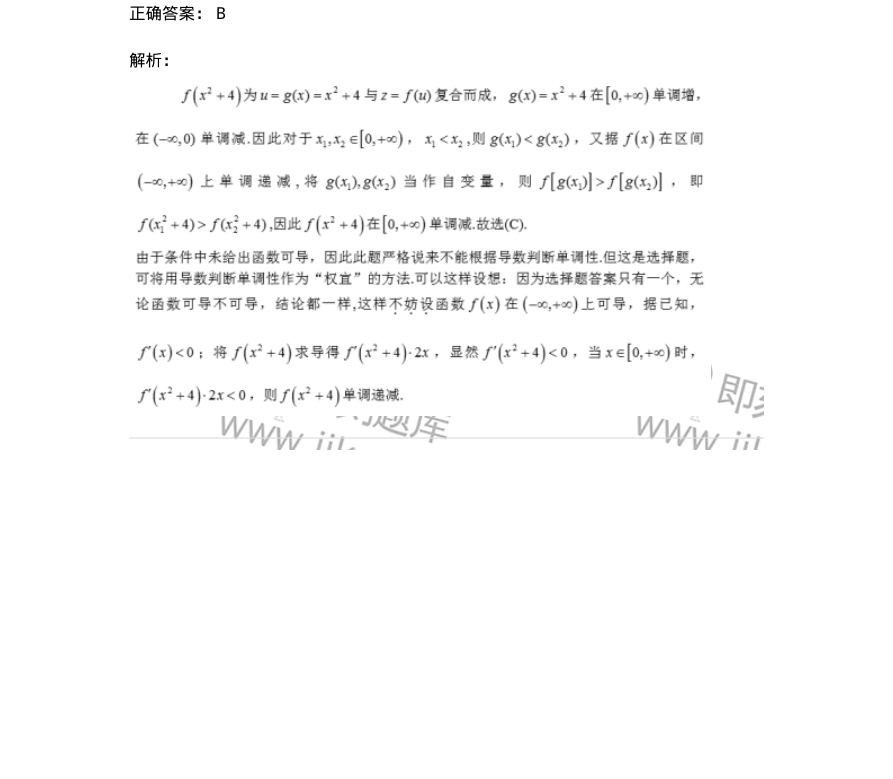 正确答案： B
解析：
f(x²+4)为u=g(x)=x²+4与z=f(u)复合而成，g(x)=x²+4在[0,+∞)单调增，
在(-∞,0)单调减.因此对于x₁,x₂∈[0,+∞)，x₁<x₂,则g(x₁)<g(x₂)，又据f(x)在区间
(-∞,+∞)上单调递减,将g(x₁),g(x₂)当作自变量，则f[g(x₁)]>f[g(x₂)]，即
f(x₁²+4)>f(x₂²+4),因此f(x²+4)在[0,+∞)单调减.故选(C).
由于条件中未给出函数可导，因此此题严格说来不能根据导数判断单调性.但这是选择题，
可将用导数判断单调性作为“权宜”的方法.可以这样设想：因为选择题答案只有一个，无
论函数可导不可导，结论都一样,这样不妨设函数f(x)在(-∞,+∞)上可导，据已知，
f′(x)<0；将f(x²+4)求导得f′(x²+4)·2x，显然f′(x²+4)<0，当x∈[0,+∞)时，
f′(x²+4)·2x<0，则f(x²+4)单调递减.
即
题库
www
www